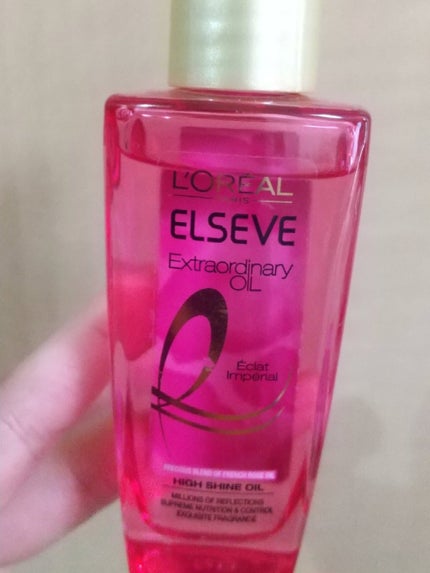 L'ORÉAL
PARIS
ELSEVE
Extraordinary
OIL
Éclat
Impérial
PRECIOUS BLEND OF FRENCH ROSE OIL
HIGH SHINE OIL
MILLIONS OF REFLECTIONS
SUPREME NUTRITION & CONTROL
EXQUISITE FRAGRANCE